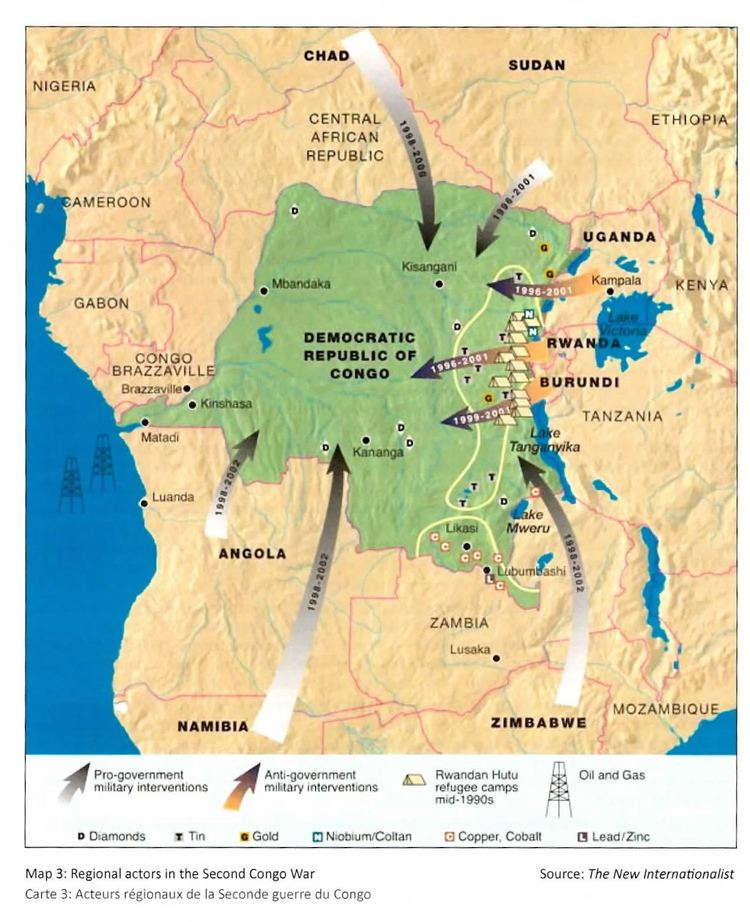 CHAD
SUDAN
NIGERIA
CENTRAL
AFRICAN
REPUBLIC
ETHIOPIA
1998-2000
1996-2001
CAMEROON
D
D
G
UGANDA
Kisangani
T
G
Kampala
KENYA
Mbandaka
1996-2001
GABON
N
Lake
Victoria
D
N
DEMOCRATIC
REPUBLIC OF
CONGO
T
RWANDA
T
1996-2001
T
CONGO
BRAZZAVILLE
T
BURUNDI
Brazzaville
G
T
Kinshasa
1999-2001
TANZANIA
Matadi
D
D
D
Kananga
Lake
Tanganyika
1998-2002
T
T
T
D
Luanda
C
Lake
Mweru
Likasi
C
C
C
C
C
ANGOLA
1998-2002
1998-2002
Lubumbashi
L
C
ZAMBIA
Lusaka
NAMIBIA
ZIMBABWE
MOZAMBIQUE
Pro-government
military interventions
Anti-government
military interventions
Rwandan Hutu
refugee camps
mid-1990s
Oil and Gas
D Diamonds
T Tin
G Gold
N Niobium/Coltan
C Copper, Cobalt
L Lead/Zinc
Map 3: Regional actors in the Second Congo War
Source: The New Internationalist
Carte 3: Acteurs régionaux de la Seconde guerre du Congo